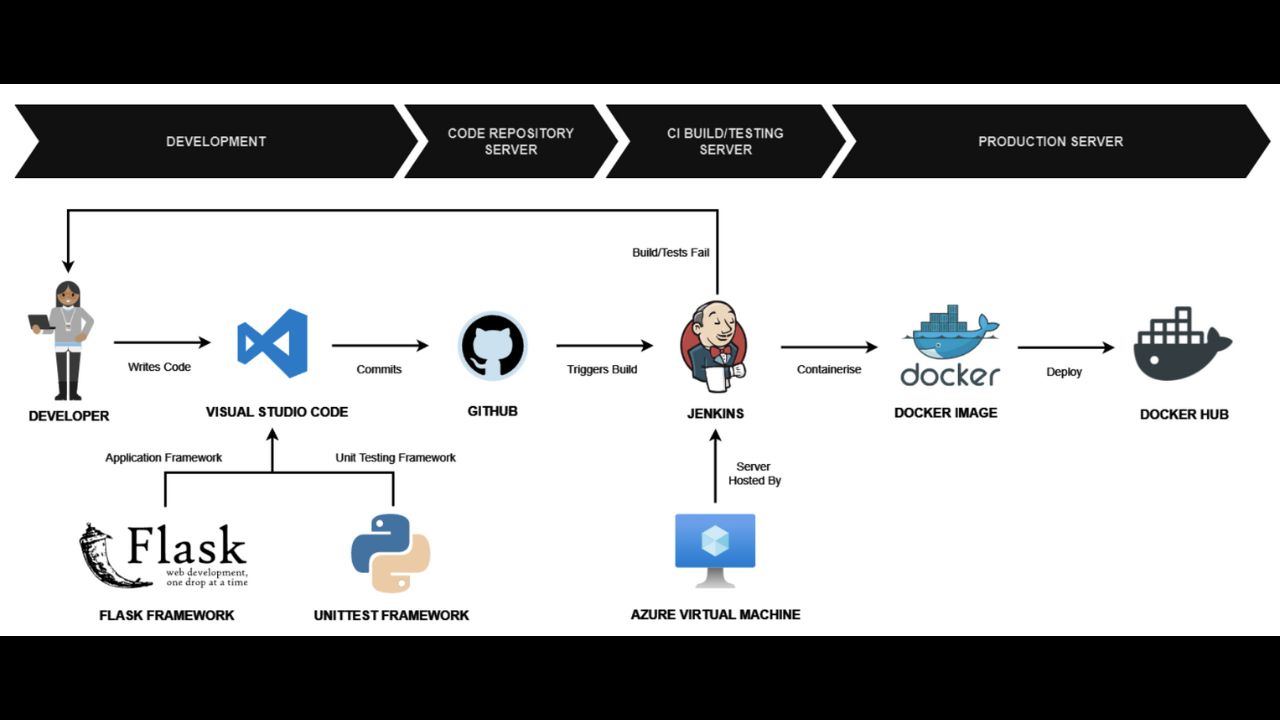 DEVELOPMENT
CODE REPOSITORY
SERVER
CI BUILD/TESTING
SERVER
PRODUCTION SERVER
Build/Tests Fail
Writes Code
Commits
Triggers Build
Containerise
docker
Deploy
DEVELOPER
VISUAL STUDIO CODE
GITHUB
JENKINS
DOCKER IMAGE
DOCKER HUB
Application Framework
Unit Testing Framework
Server
Hosted By
Flask
web development,
one drop at a time
FLASK FRAMEWORK
UNITTEST FRAMEWORK
AZURE VIRTUAL MACHINE